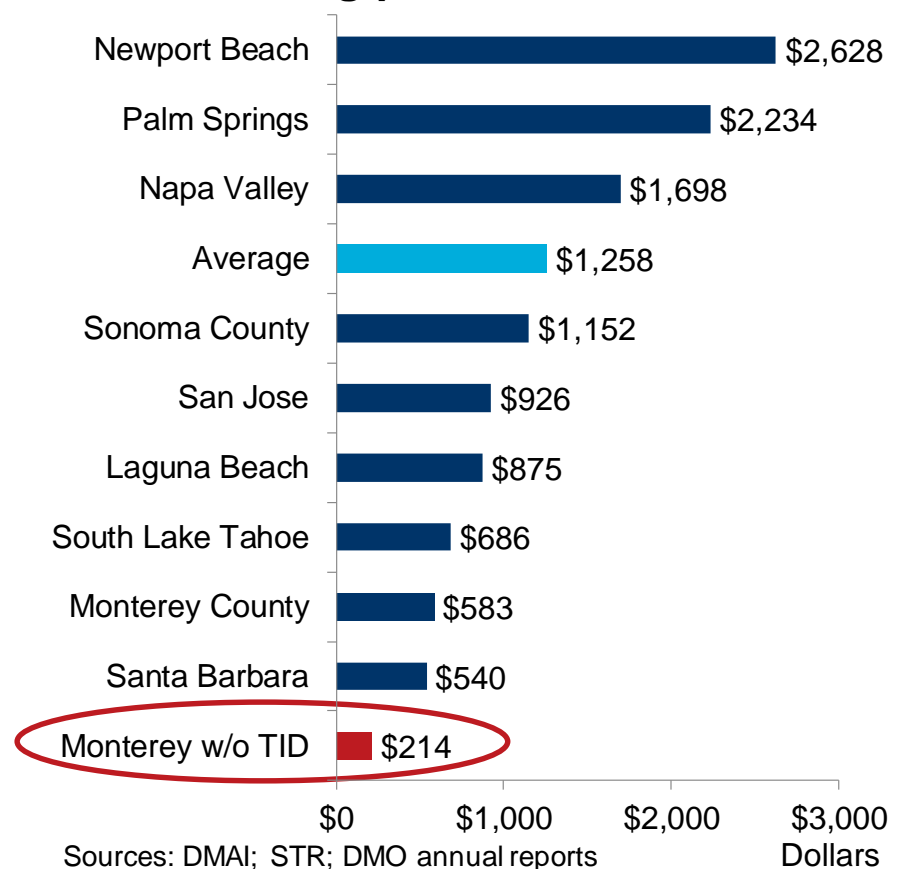 Newport Beach $2,628
Palm Springs $2,234
Napa Valley $1,698
Average $1,258
Sonoma County $1,152
San Jose $926
Laguna Beach $875
South Lake Tahoe $686
Monterey County $583
Santa Barbara $540
Monterey w/o TID $214
$0 $1,000 $2,000 $3,000
Sources: DMAI; STR; DMO annual reports Dollars